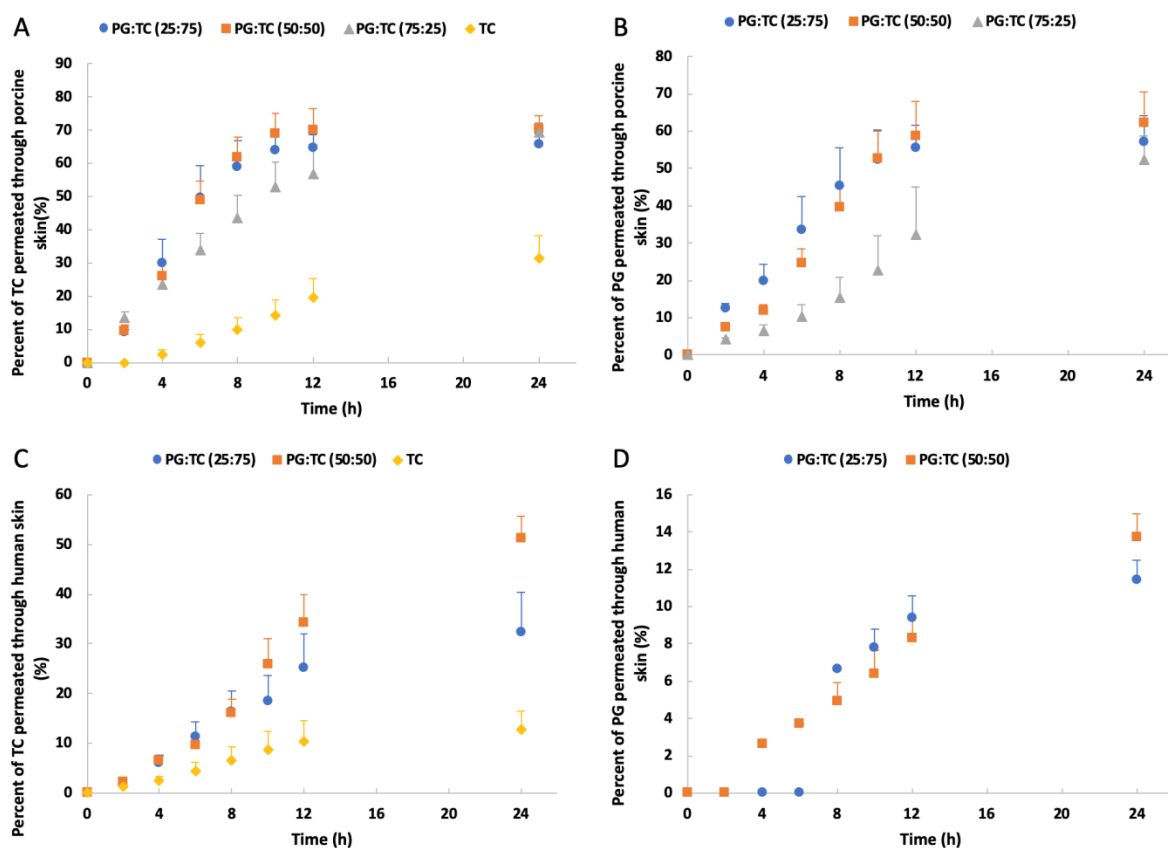 A
PG:TC (25:75) PG:TC (50:50) PG:TC (75:25) TC
Percent of TC permeated through porcine
skin(%)
90
80
70
60
50
40
30
20
10
0
0 4 8 12 16 20 24
Time (h)
B
PG:TC (25:75) PG:TC (50:50) PG:TC (75:25)
Percent of PG permeated through porcine
skin (%)
80
70
60
50
40
30
20
10
0
0 4 8 12 16 20 24
Time (h)
C
PG:TC (25:75) PG:TC (50:50) TC
Percent of TC permeated through human skin
(%)
60
50
40
30
20
10
0
0 4 8 12 16 20 24
Time (h)
D
PG:TC (25:75) PG:TC (50:50)
Percent of PG permeated through human
skin (%)
16
14
12
10
8
6
4
2
0
0 4 8 12 16 20 24
Time (h)